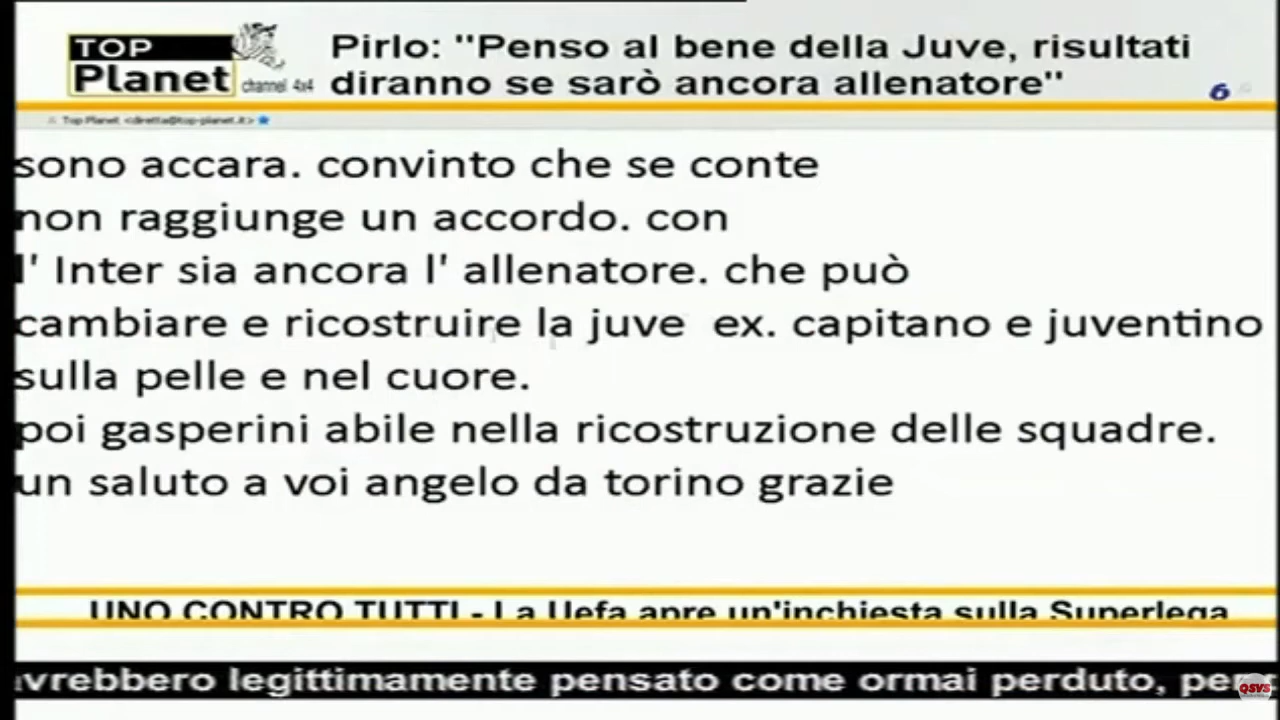 TOP
Planet
channel 4x4
Pirlo: "Penso al bene della Juve, risultati
diranno se sarò ancora allenatore"
6
Top Planet <diretta@top-planet.it>
sono accara. convinto che se conte
non raggiunge un accordo. con
l' Inter sia ancora l' allenatore. che può
cambiare e ricostruire la juve ex. capitano e juventino
sulla pelle e nel cuore.
poi gasperini abile nella ricostruzione delle squadre.
un saluto a voi angelo da torino grazie
UNO CONTRO TUTTI - La Uefa apre un'inchiesta sulla Superlega
avrebbero legittimamente pensato come ormai perduto, per
QSVS